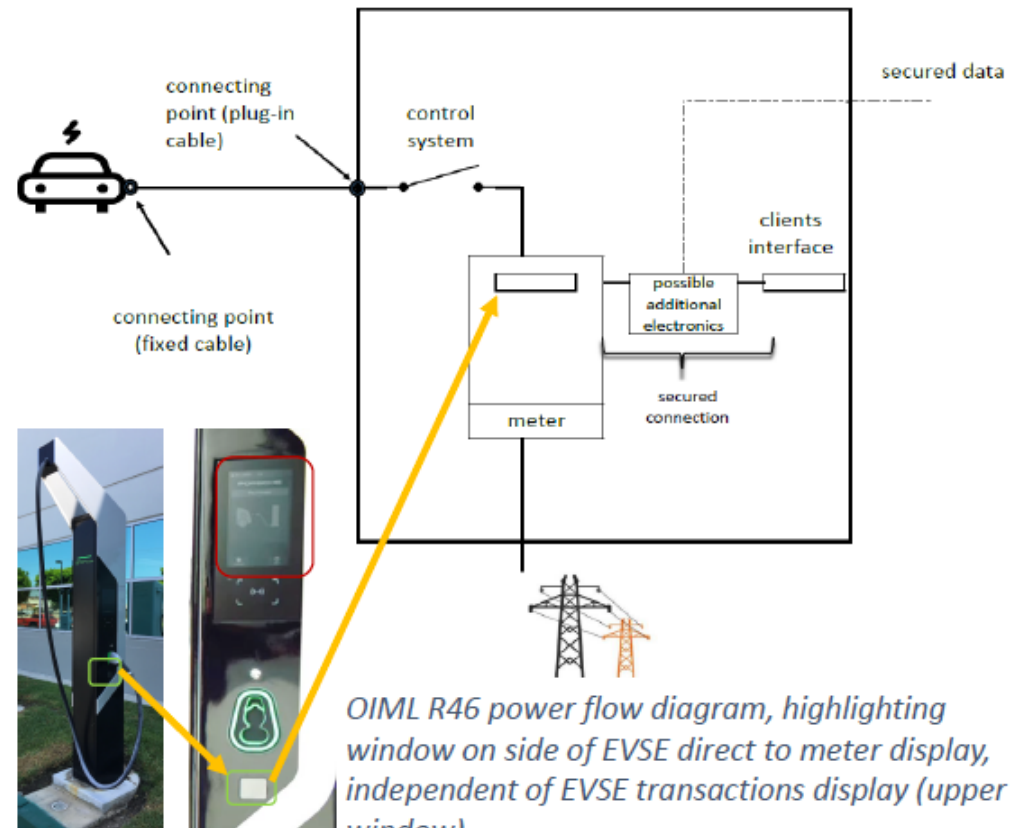 secured data
connecting
point (plug-in
cable)
control
system
clients
interface
possible
additional
electronics
connecting point
(fixed cable)
secured
connection
meter
OIML R46 power flow diagram, highlighting
window on side of EVSE direct to meter display,
independent of EVSE transactions display (upper
window)